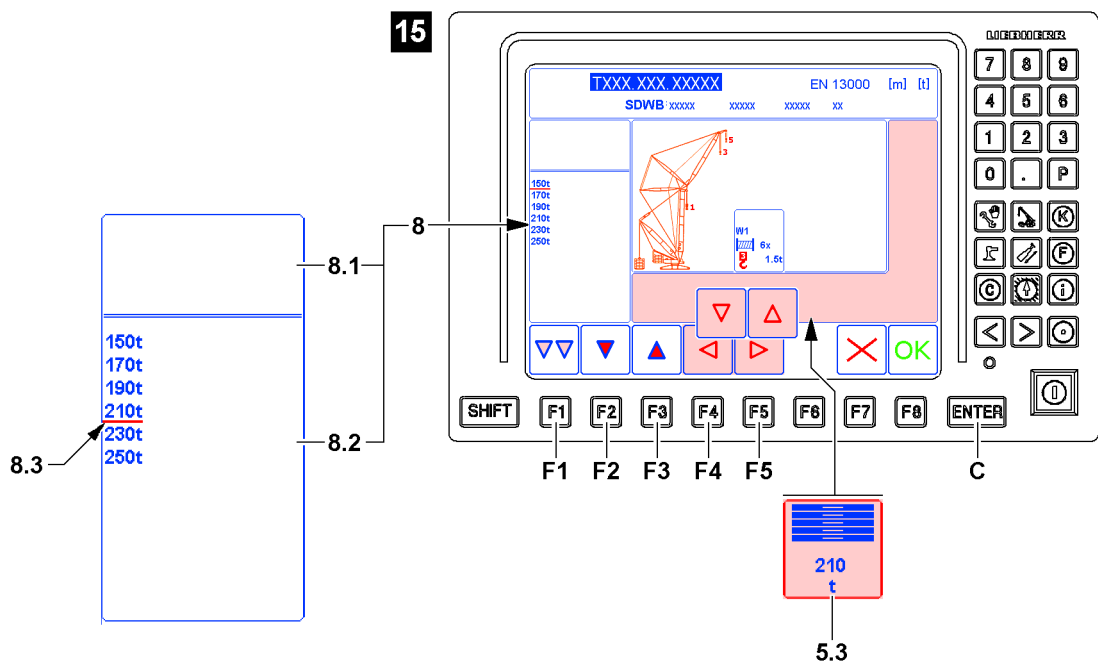 15
LIEBHERR
TXXX.XXX.XXXXX
EN 13000 [m] [t]
SDWB: xxxxx xxxxx xxxxx xx
150t
170t
190t
210t
230t
250t
5
3
1
W1
6x
3
1.5t
OK
7 8 9
4 5 6
1 2 3
0 . P
K
F
C i
< >
SHIFT F1 F2 F3 F4 F5 F6 F7 F8 ENTER
F1 F2 F3 F4 F5 C
8
8.1
8.2
8.3
150t
170t
190t
210t
230t
250t
210
t
5.3